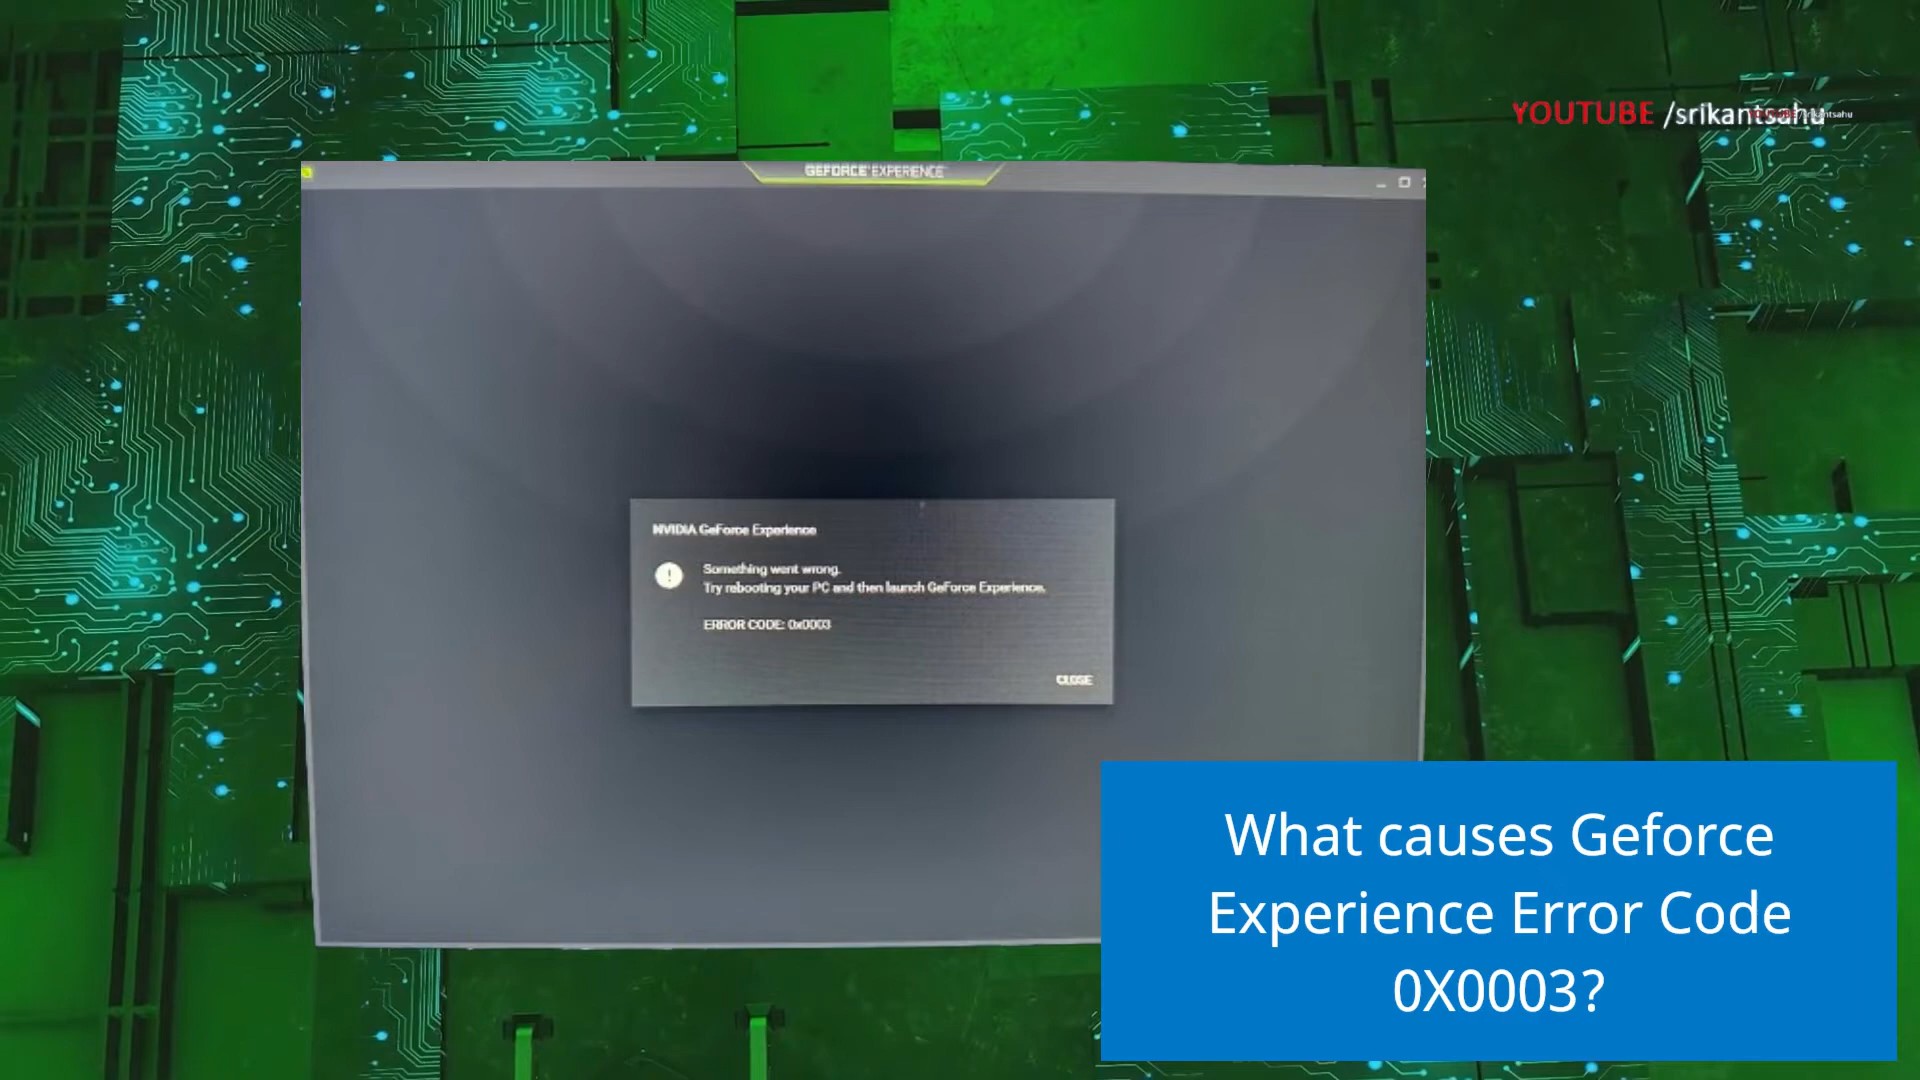 YOUTUBE /srikantsahu
GEFORCE EXPERIENCE
NVIDIA GeForce Experience
Something went wrong.
Try rebooting your PC and then launch GeForce Experience.
ERROR CODE: 0x0003
CLOSE
What causes Geforce
Experience Error Code
0X0003?